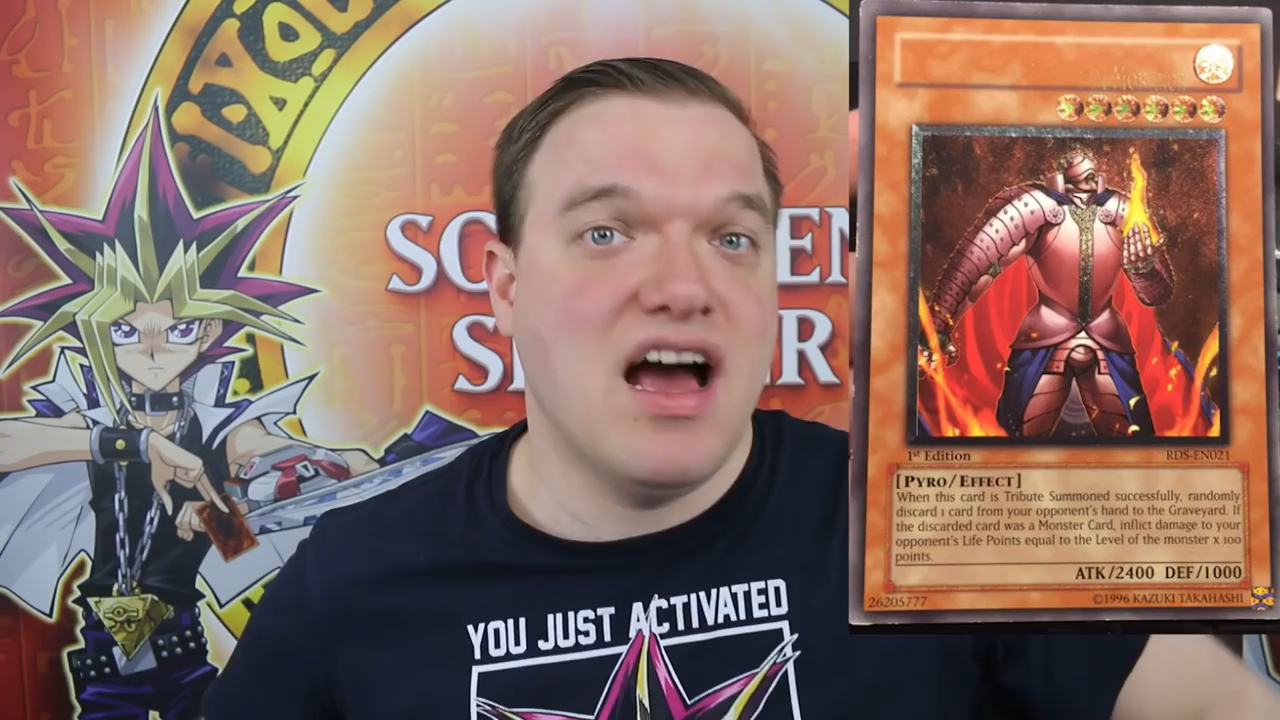 SO EN
S R
YOU JUST ACTIVATED
1st Edition RDS-EN021
[PYRO/EFFECT]
When this card is Tribute Summoned successfully, randomly
discard 1 card from your opponent's hand to the Graveyard. If
the discarded card was a Monster Card, inflict damage to your
opponent's Life Points equal to the Level of the monster x 100
points.
ATK/2400 DEF/1000
26205777 ©1996 KAZUKI TAKAHASHI